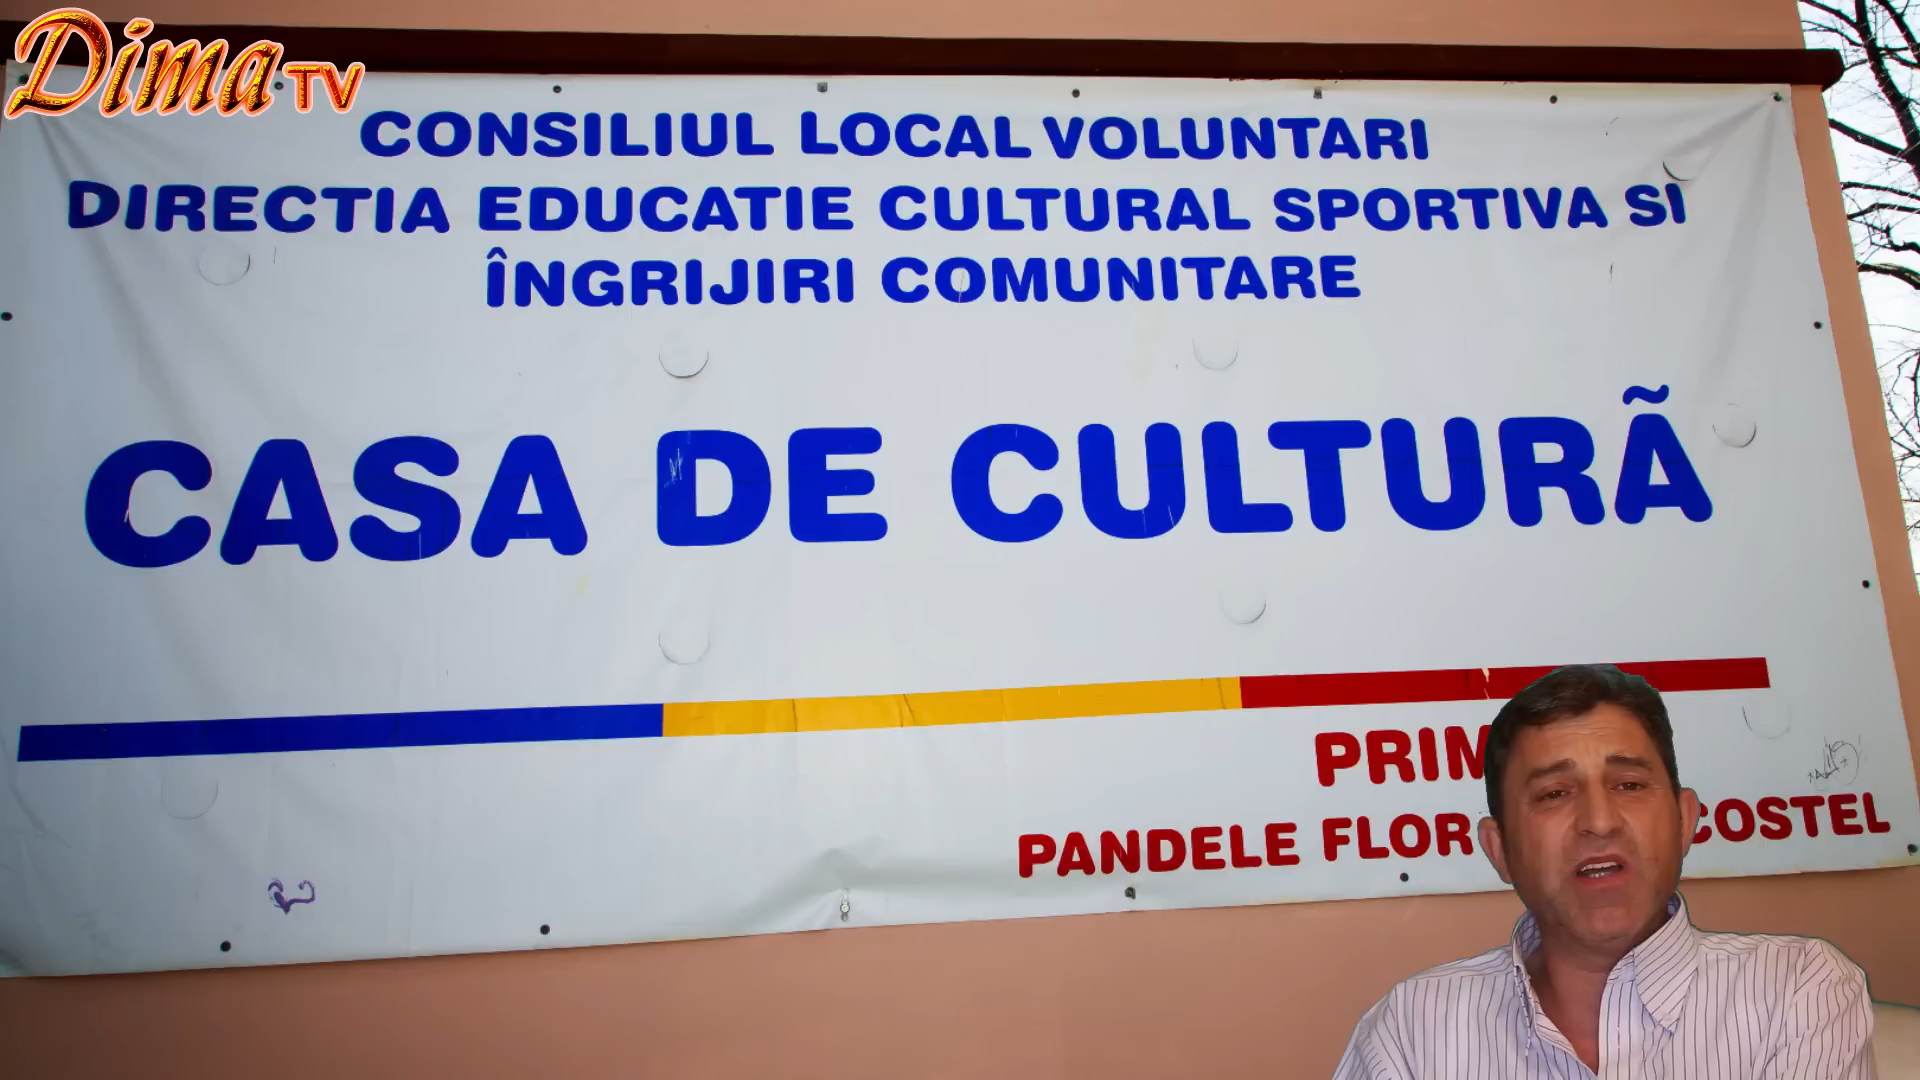 Dima TV
CONSILIUL LOCAL VOLUNTARI
DIRECTIA EDUCATIE CULTURAL SPORTIVA SI
ÎNGRIJIRI COMUNITARE
CASA DE CULTURÃ
PRIM
PANDELE FLOR COSTEL